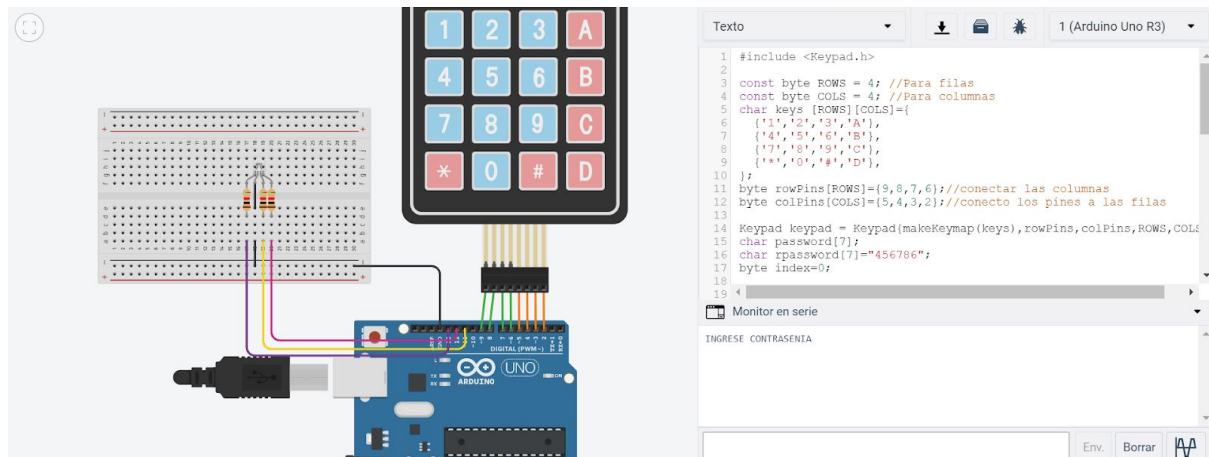 1 2 3 A
4 5 6 B
7 8 9 C
* 0 # D
DIGITAL (PWM~)
UNO
ARDUINO
Texto
1 (Arduino Uno R3)
1 #include <Keypad.h>
2
3 const byte ROWS = 4; //Para filas
4 const byte COLS = 4; //Para columnas
5 char keys [ROWS][COLS]={
6 {'1','2','3','A'},
7 {'4','5','6','B'},
8 {'7','8','9','C'},
9 {'*','0','#','D'},
10 };
11 byte rowPins[ROWS]={9,8,7,6};//conectar las columnas
12 byte colPins[COLS]={5,4,3,2};//conecto los pines a las filas
13
14 Keypad keypad = Keypad(makeKeymap(keys),rowPins,colPins,ROWS,COLS
15 char password[7];
16 char rpassword[7]="456786";
17 byte index=0;
18
19
Monitor en serie
INGRESE CONTRASENIA
Env. Borrar